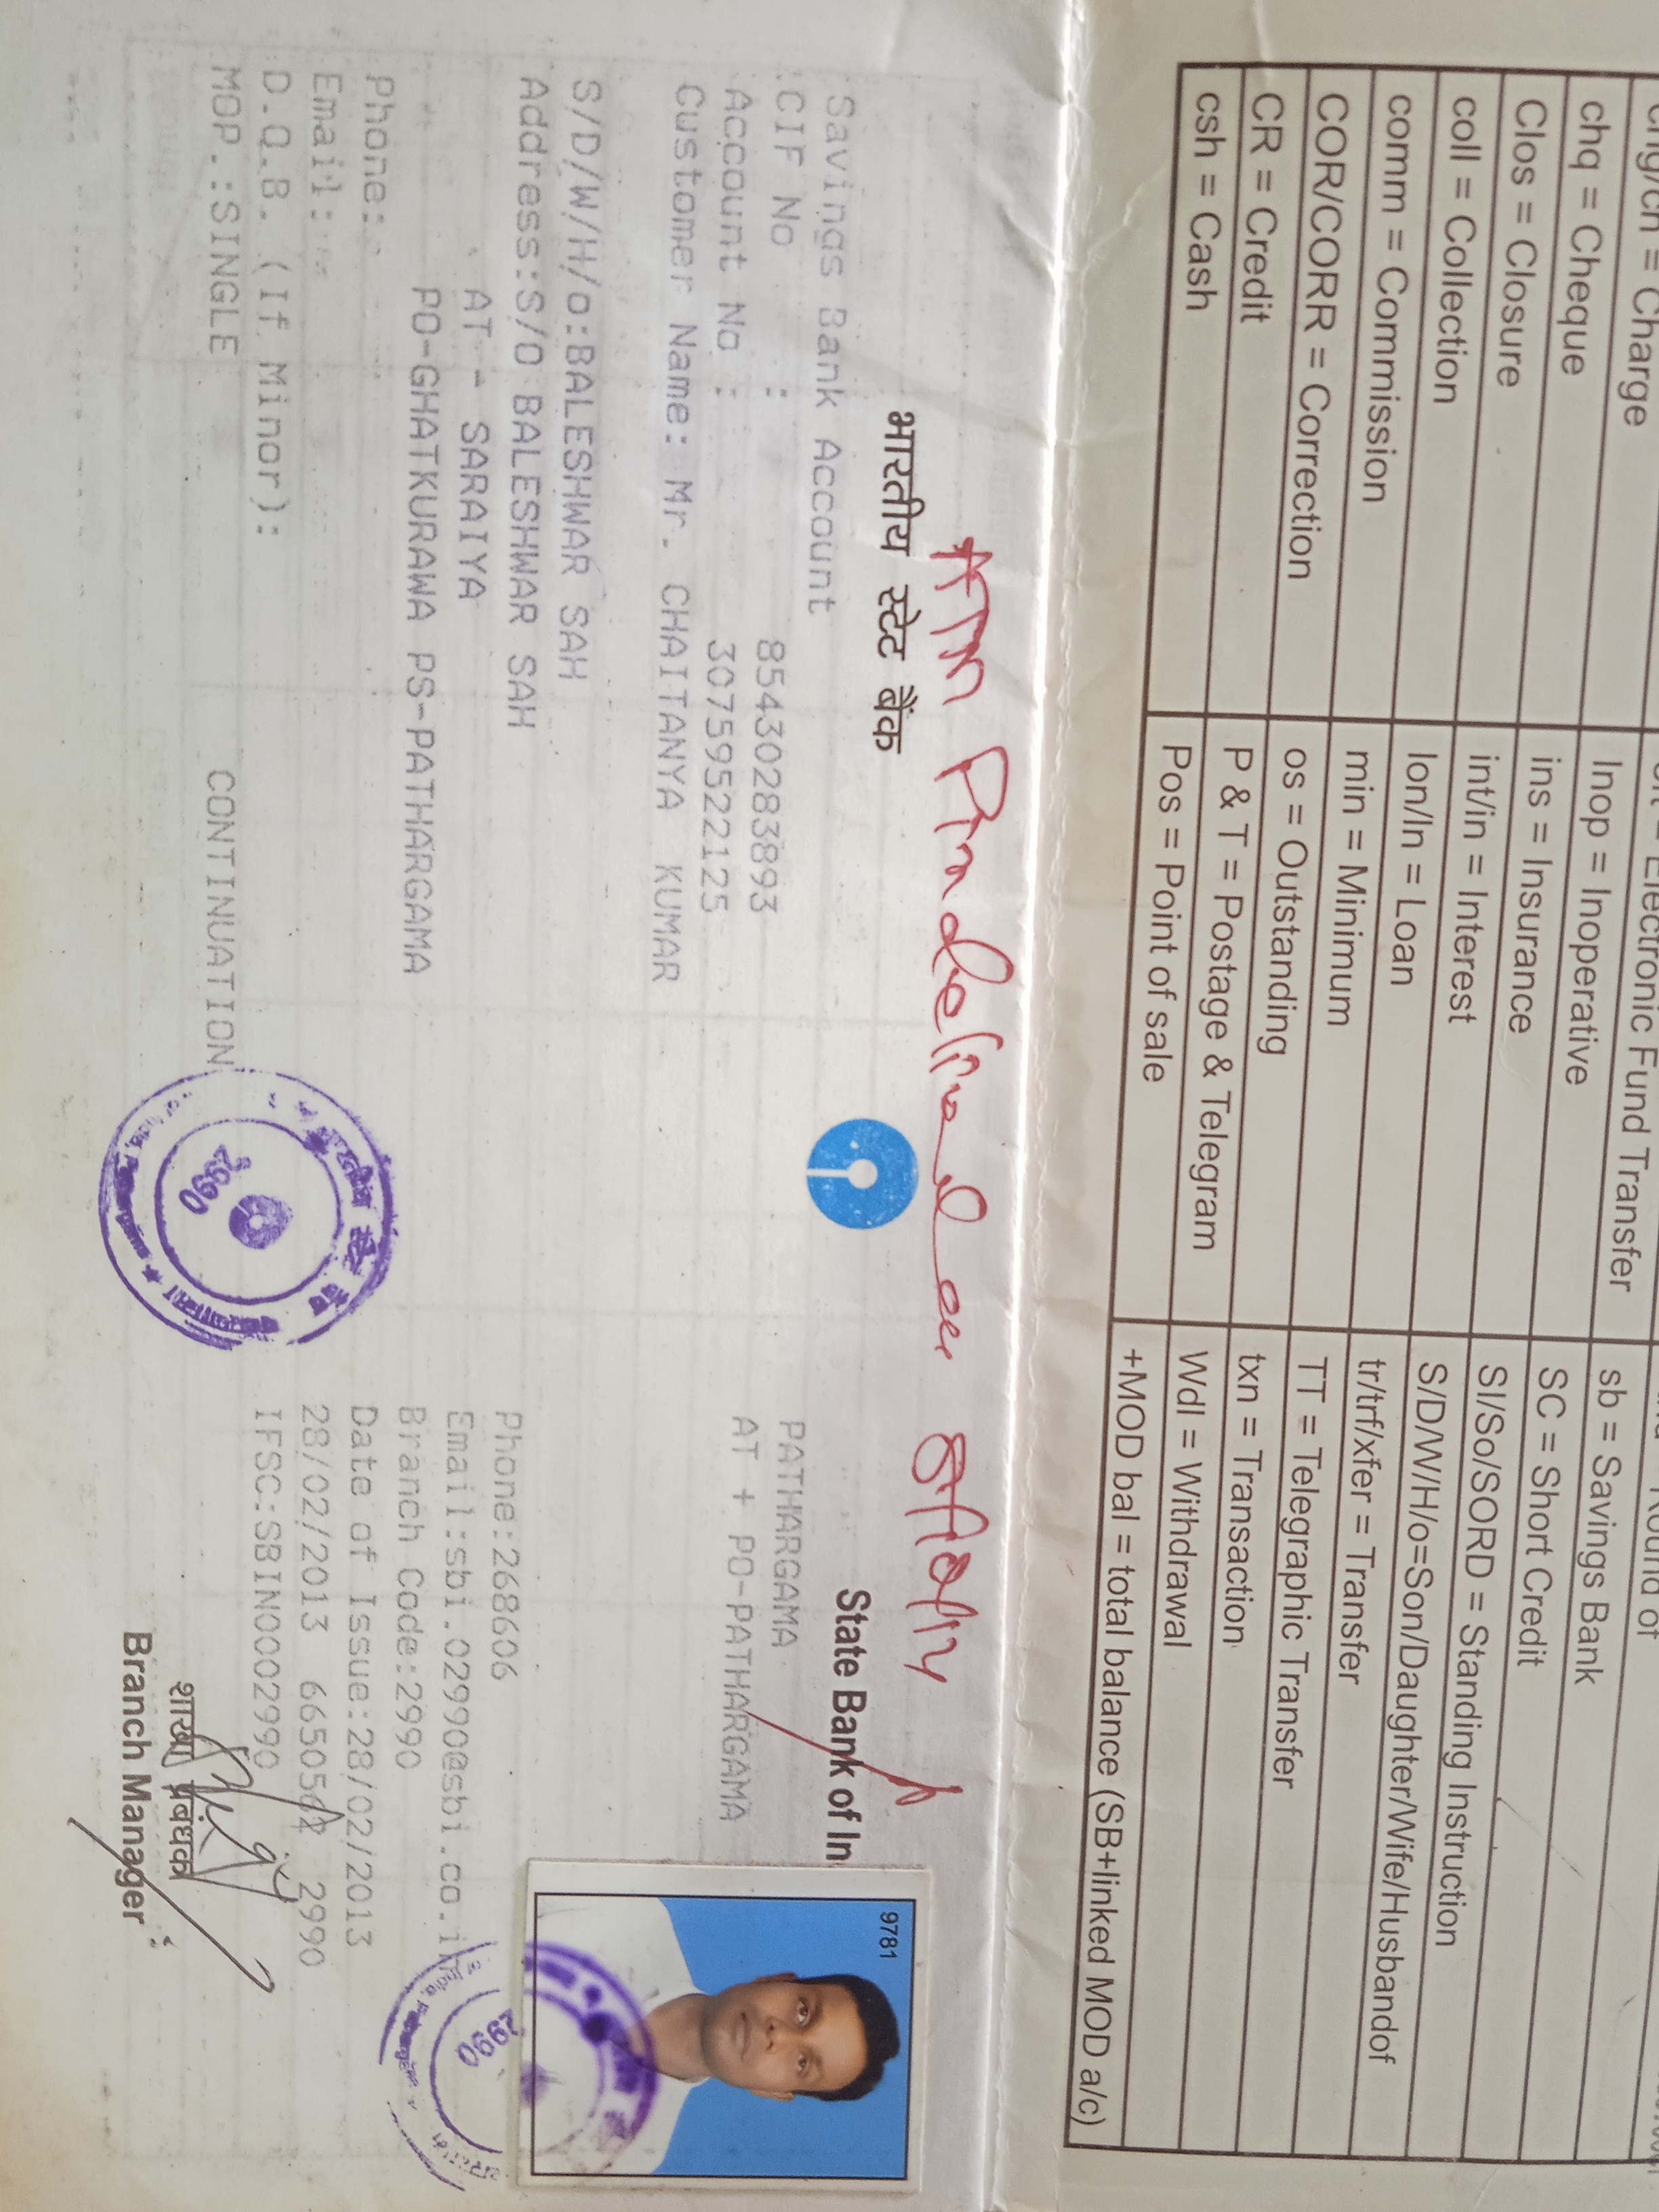 chng/ch = Charge
chq = Cheque
Clos = Closure
coll = Collection
comm = Commission
COR/CORR = Correction
CR = Credit
csh = Cash
Electronic Fund Transfer
Inop = Inoperative
ins = Insurance
int/in = Interest
lon/ln = Loan
min = Minimum
os = Outstanding
P & T = Postage & Telegram
Pos = Point of sale
Round of
sb = Savings Bank
SC = Short Credit
SI/So/SORD = Standing Instruction
S/D/W/H/o=Son/Daughter/Wife/Husbandof
tr/trf/xfer = Transfer
TT = Telegraphic Transfer
txn = Transaction
Wdl = Withdrawal
+MOD bal = total balance (SB+linked MOD a/c)
ATM
भारतीय स्टेट बैंक
State Bank of In
Savings Bank Account
CIF No : 85430283893
Account No : 30759522125
Customer Name: Mr. CHAITANYA KUMAR
S/D/W/H/o:BALESHWAR SAH
Address:S/O BALESHWAR SAH
AT - SARAIYA
PO-GHATKURAWA PS-PATHARGAMA
Phone:
Email:
D.O.B. (If Minor):
MOP.:SINGLE CONTINUATION
PATHARGAMA
AT + PO-PATHARGAMA
Phone:268606
Email:sbi.02990@sbi.co.i
Branch Code:2990
Date of Issue:28/02/2013
28/02/2013 2990
IFSC:SBIN0002990
शाखा प्रबंधक
Branch Manager
9781
2990
2990